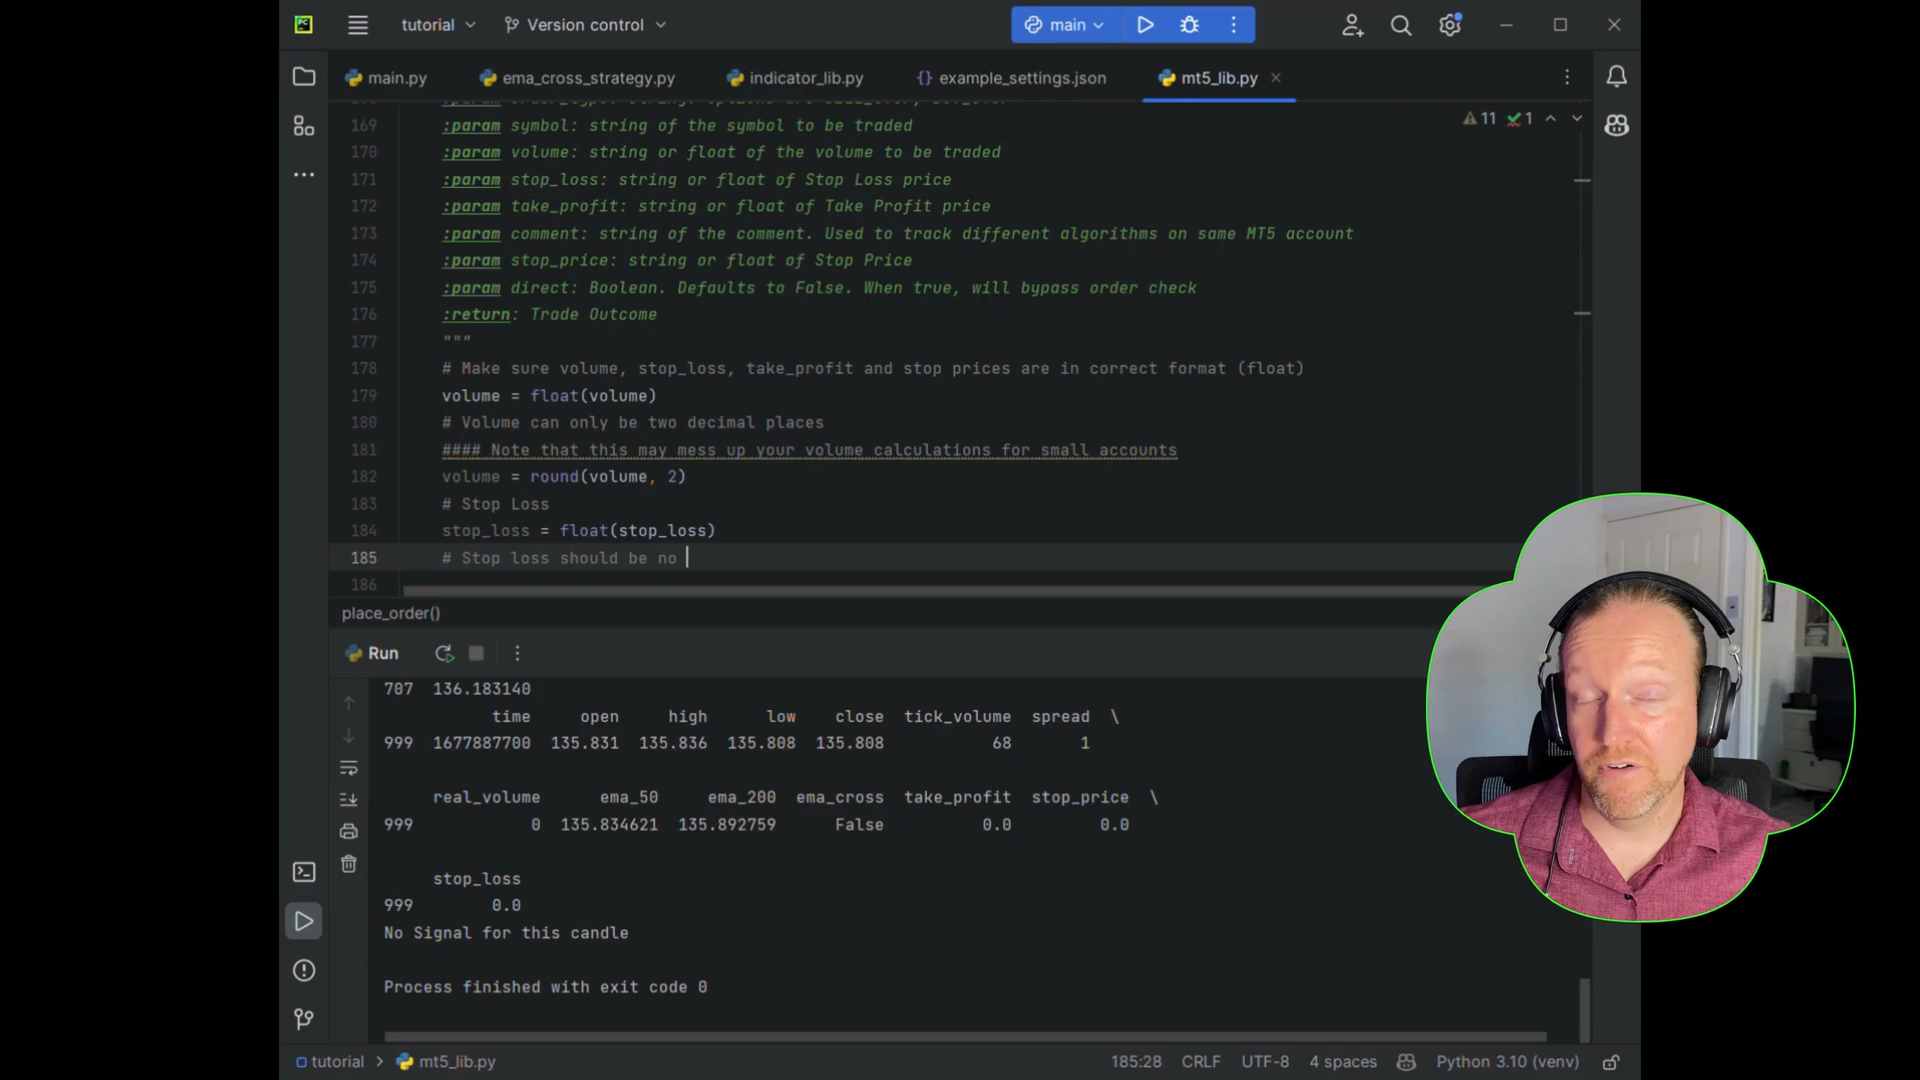 PC
tutorial
Version control
main
main.py
ema_cross_strategy.py
indicator_lib.py
{} example_settings.json
mt5_lib.py
11
1
169 :param symbol: string of the symbol to be traded
170 :param volume: string or float of the volume to be traded
171 :param stop_loss: string or float of Stop Loss price
172 :param take_profit: string or float of Take Profit price
173 :param comment: string of the comment. Used to track different algorithms on same MT5 account
174 :param stop_price: string or float of Stop Price
175 :param direct: Boolean. Defaults to False. When true, will bypass order check
176 :return: Trade Outcome
177 """
178 # Make sure volume, stop_loss, take_profit and stop prices are in correct format (float)
179 volume = float(volume)
180 # Volume can only be two decimal places
181 #### Note that this may mess up your volume calculations for small accounts
182 volume = round(volume, 2)
183 # Stop Loss
184 stop_loss = float(stop_loss)
185 # Stop loss should be no
186
place_order()
Run
707 136.183140
time open high low close tick_volume spread \
999 1677887700 135.831 135.836 135.808 135.808 68 1
real_volume ema_50 ema_200 ema_cross take_profit stop_price \
999 0 135.834621 135.892759 False 0.0 0.0
stop_loss
999 0.0
No Signal for this candle
Process finished with exit code 0
tutorial > mt5_lib.py
185:28 CRLF UTF-8 4 spaces Python 3.10 (venv)